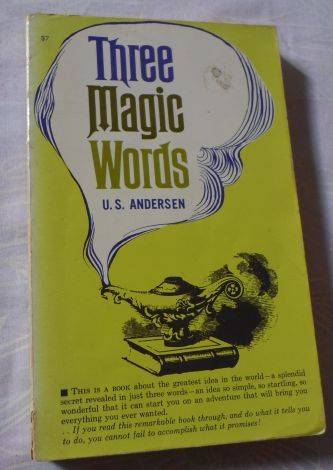 97
Three
Magic
Words
U. S. ANDERSEN
■ THIS IS A BOOK about the greatest idea in the world—a splendid
secret revealed in just three words—an idea so simple, so startling, so
wonderful that it can start you on an adventure that will bring you
everything you ever wanted.
. . If you read this remarkable book through, and do what it tells you
to do, you cannot fail to accomplish what it promises!